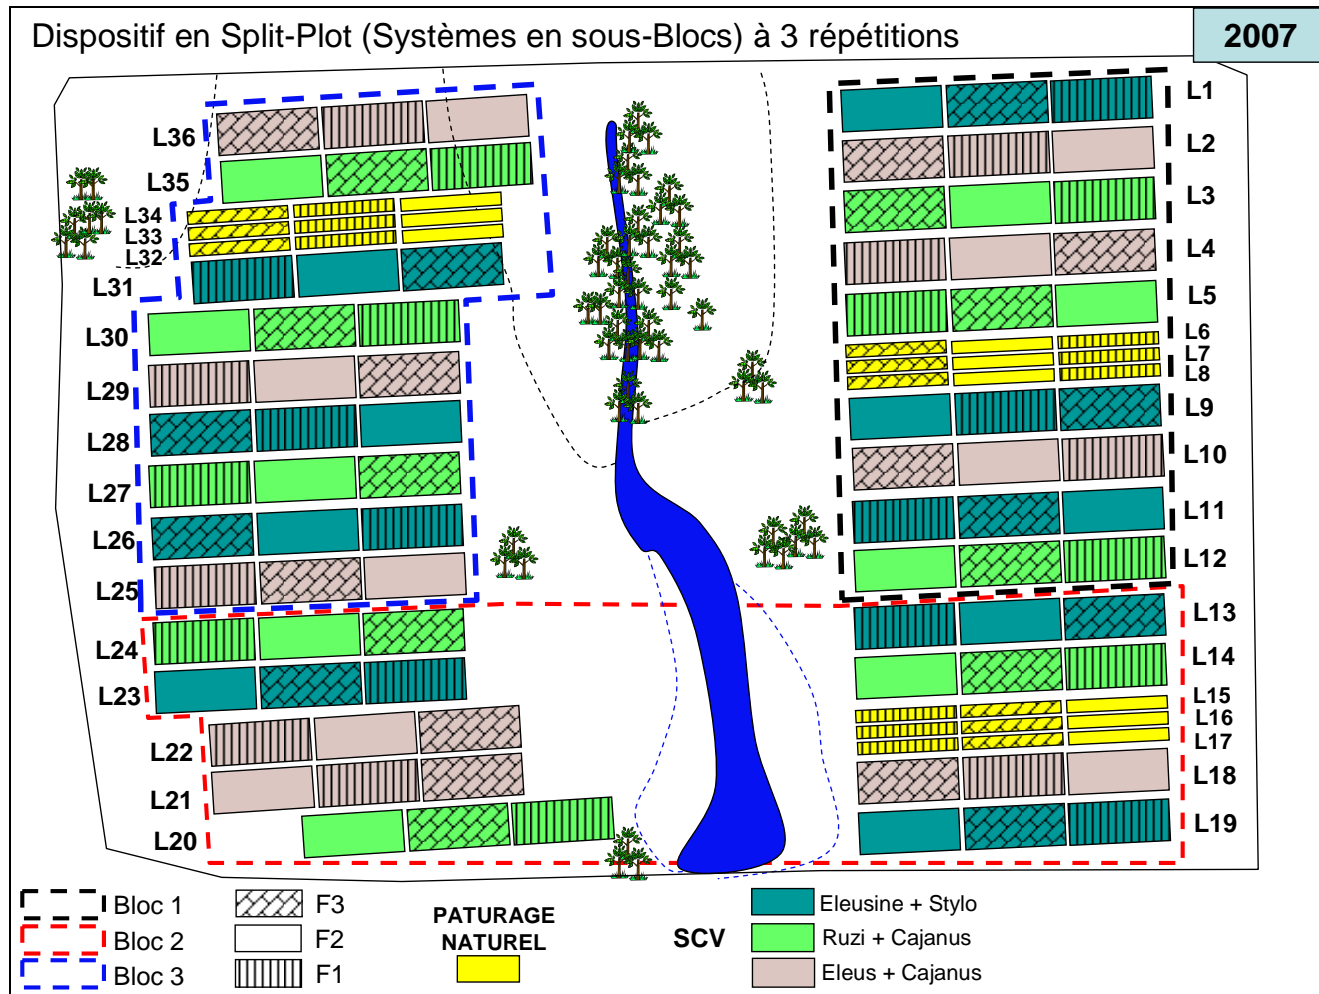 Dispositif en Split-Plot (Systèmes en sous-Blocs) à 3 répétitions
2007
L36
L35
L34
L33
L32
L31
L30
L29
L28
L27
L26
L25
L24
L23
L22
L21
L20
L1
L2
L3
L4
L5
L6
L7
L8
L9
L10
L11
L12
L13
L14
L15
L16
L17
L18
L19
Bloc 1
Bloc 2
Bloc 3
F3
F2
F1
PATURAGE
NATUREL
SCV
Eleusine + Stylo
Ruzi + Cajanus
Eleus + Cajanus